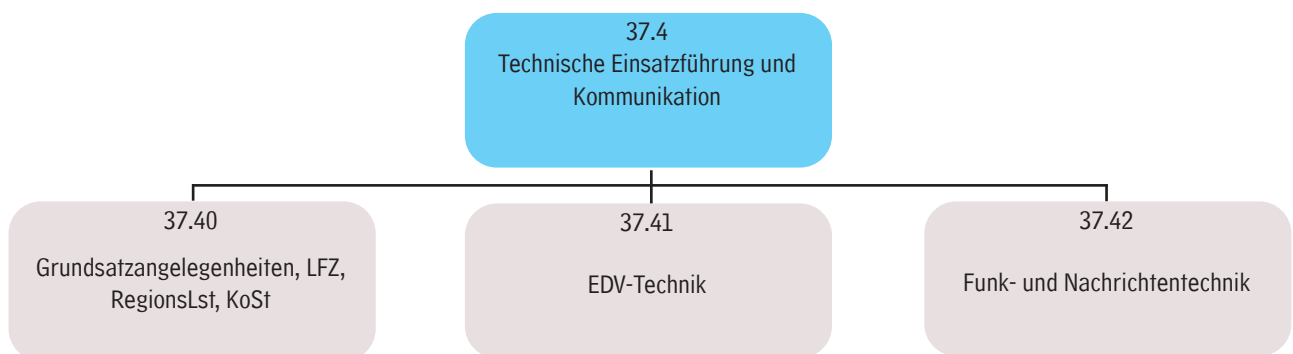 37.4
Technische Einsatzführung und
Kommunikation
37.40
Grundsatzangelegenheiten, LFZ,
RegionsLst, KoSt
37.41
EDV-Technik
37.42
Funk- und Nachrichtentechnik